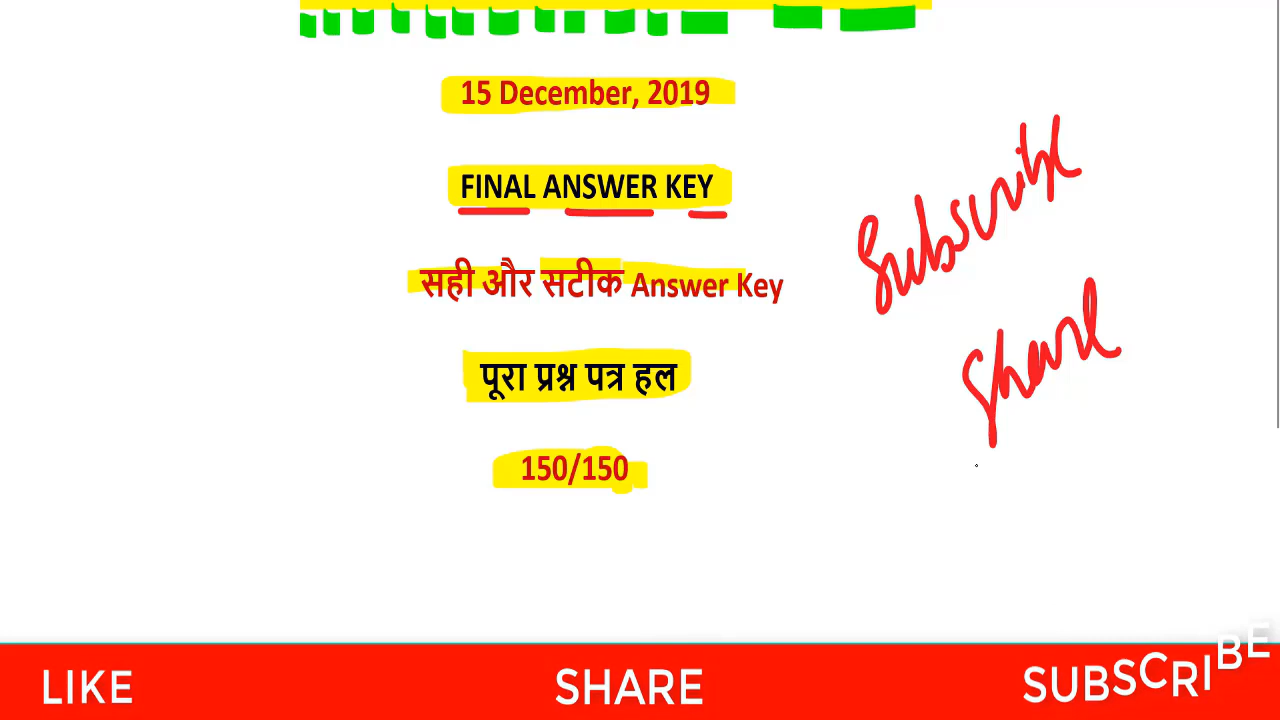 15 December, 2019
FINAL ANSWER KEY
सही और सटीक Answer Key
पूरा प्रश्न पत्र हल
150/150
Subscribe
Share
LIKE
SHARE
SUBSCRIBE